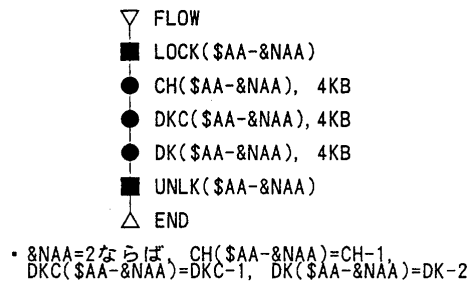 FLOW
LOCK($AA-&NAA)
CH($AA-&NAA), 4KB
DKC($AA-&NAA), 4KB
DK($AA-&NAA), 4KB
UNLK($AA-&NAA)
END
・&NAA=2ならば, CH($AA-&NAA)=CH-1,
DKC($AA-&NAA)=DKC-1, DK($AA-&NAA)=DK-2